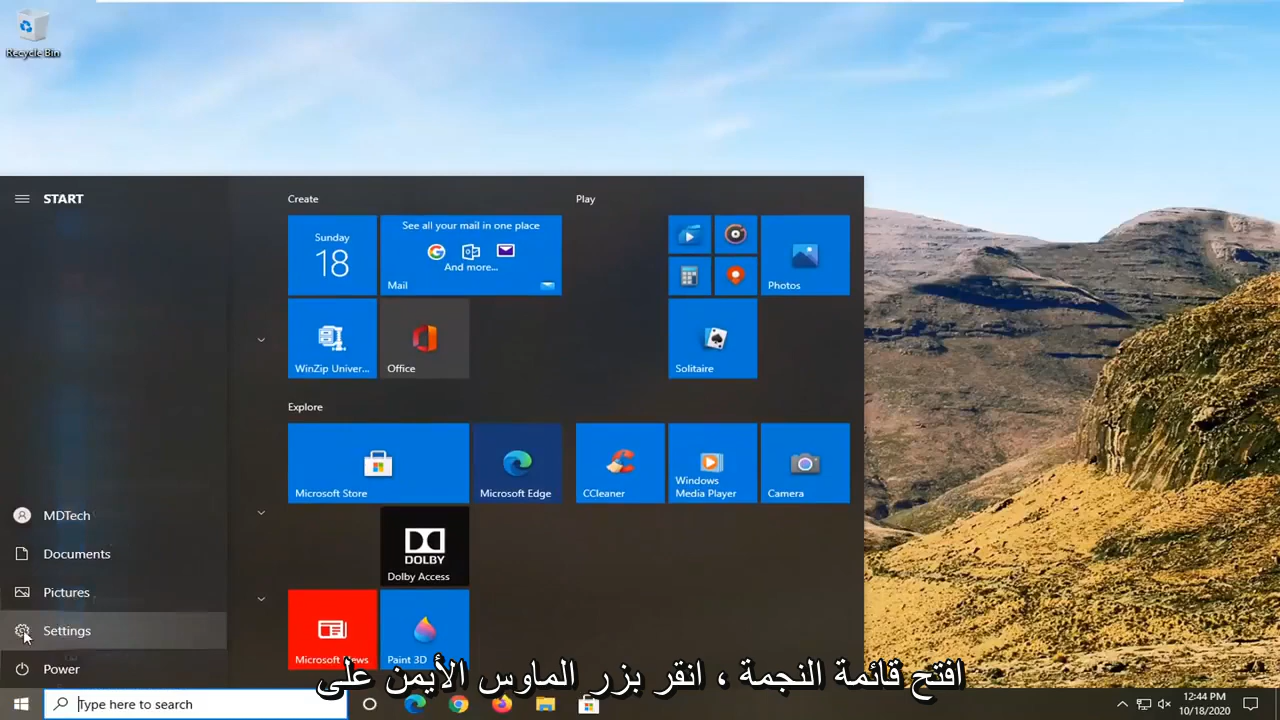 Recycle Bin
START
Create
Play
Sunday
18
See all your mail in one place
And more...
Mail
Photos
WinZip Univer...
Office
Solitaire
Explore
Microsoft Store
Microsoft Edge
CCleaner
Windows
Media Player
Camera
MDTech
Documents
DOLBY
Dolby Access
Pictures
Settings
Microsoft News
Paint 3D
Power
افتح قائمة النجمة ، انقر بزر الماوس الأيمن على
Type here to search
12:44 PM
10/18/2020